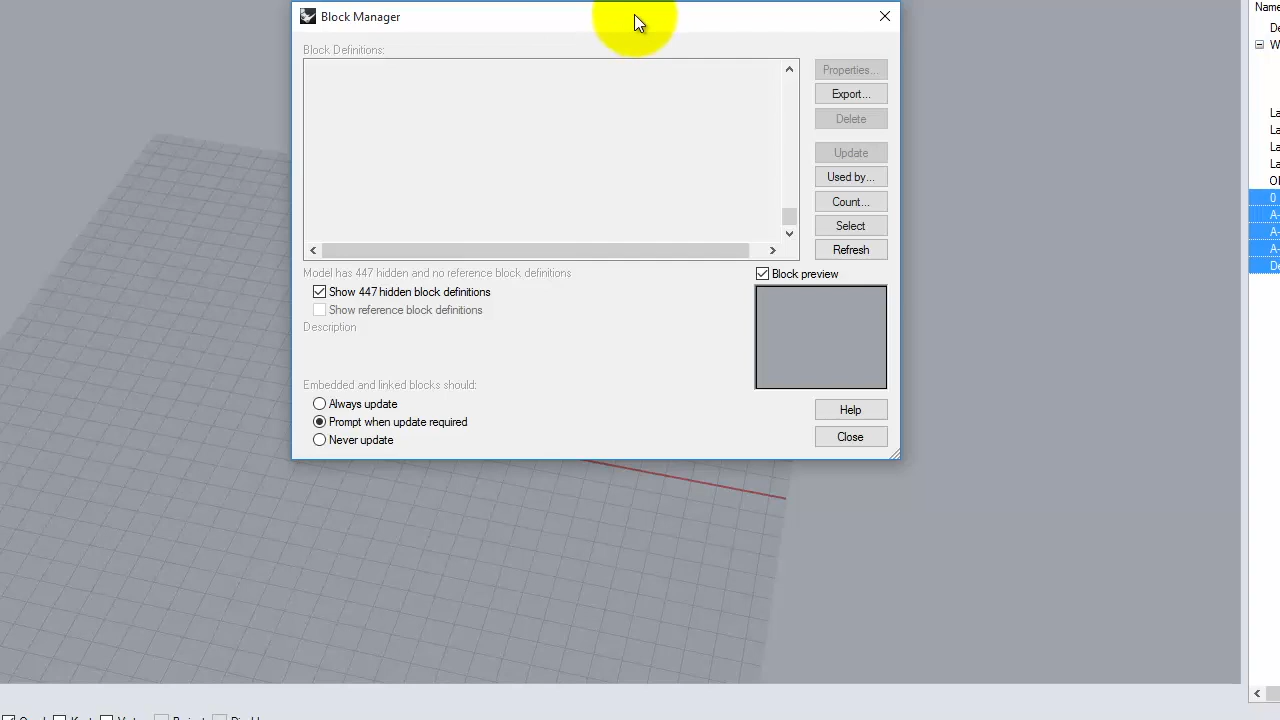 Block Manager
Name
Block Definitions:
Properties...
Export...
Delete
Update
Used by...
Count...
Select
Refresh
Model has 447 hidden and no reference block definitions
Block preview
Show 447 hidden block definitions
Show reference block definitions
Description
Embedded and linked blocks should:
Always update
Prompt when update required
Never update
Help
Close
0
A-
A-
A-